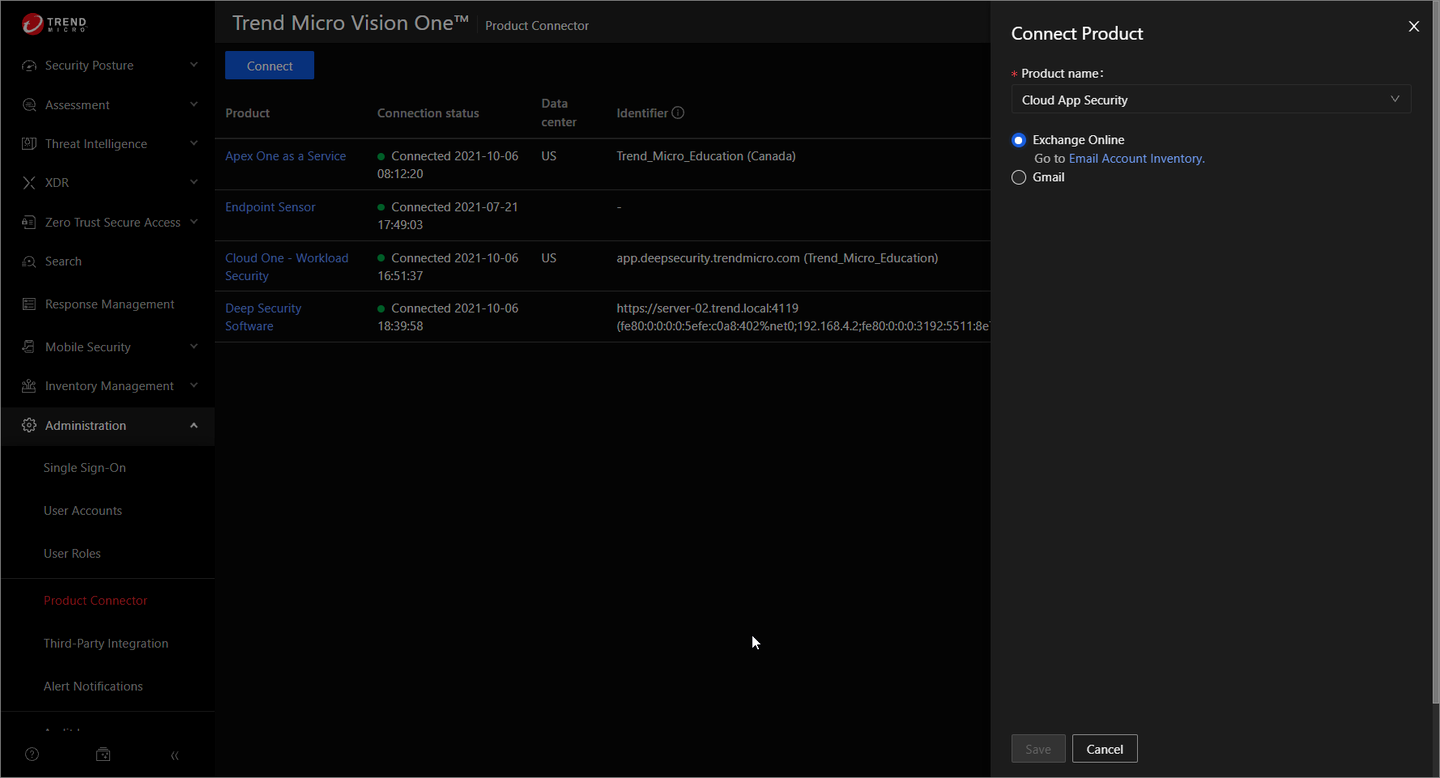 TREND
MICRO
Security Posture
Assessment
Threat Intelligence
XDR
Zero Trust Secure Access
Search
Response Management
Mobile Security
Inventory Management
Administration
Single Sign-On
User Accounts
User Roles
Product Connector
Third-Party Integration
Alert Notifications
Trend Micro Vision One™ Product Connector
Connect
Product Connection status Data center Identifier
Apex One as a Service Connected 2021-10-06 US Trend_Micro_Education (Canada)
08:12:20
Endpoint Sensor Connected 2021-07-21 -
17:49:03
Cloud One - Workload Connected 2021-10-06 US app.deepsecurity.trendmicro.com (Trend_Micro_Education)
Security 16:51:37
Deep Security Connected 2021-10-06 https://server-02.trend.local:4119
Software 18:39:58 (fe80:0:0:0:0:5efe:c0a8:402%net0;192.168.4.2;fe80:0:0:0:3192:5511:8e
Connect Product
* Product name:
Cloud App Security
Exchange Online
Go to Email Account Inventory.
Gmail
Save Cancel